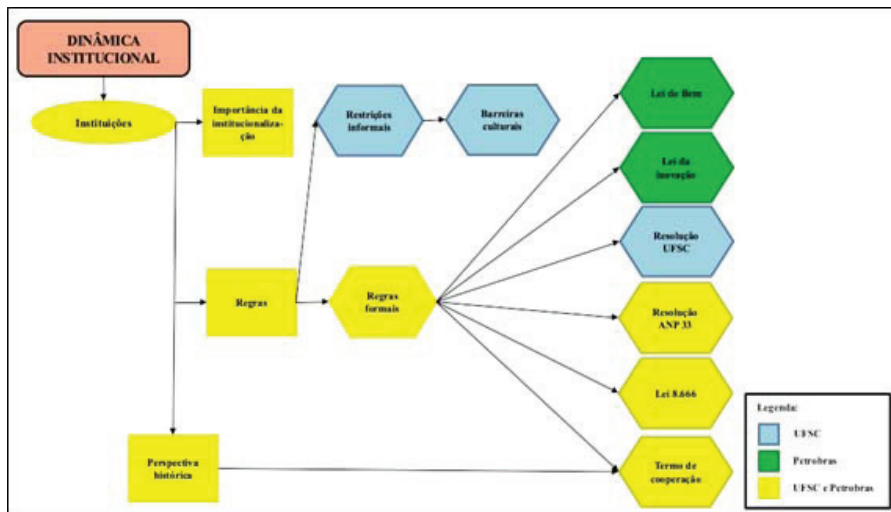 DINÂMICA
INSTITUCIONAL
Instituições
Importância da
institucionaliza-
ção
Restrições
informais
Barreiras
culturais
Lei do Bem
Lei da
inovação
Resolução
UFSC
Regras
Regras
formais
Resolução
ANP 33
Lei 8.666
Perspectiva
histórica
Termo de
cooperação
Legenda:
UFSC
Petrobras
UFSC e Petrobras